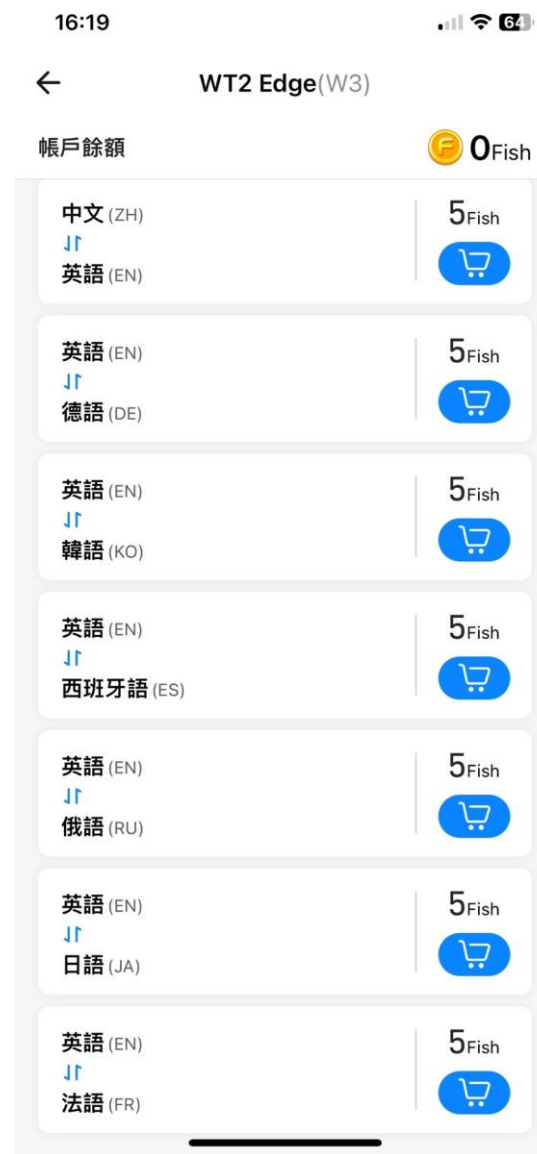 16:19
64
WT2 Edge(W3)
帳戶餘額
F 0Fish
中文(ZH)
5Fish
英語(EN)
英語(EN)
5Fish
德語(DE)
英語(EN)
5Fish
韓語(KO)
英語(EN)
5Fish
西班牙語(ES)
英語(EN)
5Fish
俄語(RU)
英語(EN)
5Fish
日語(JA)
英語(EN)
5Fish
法語(FR)